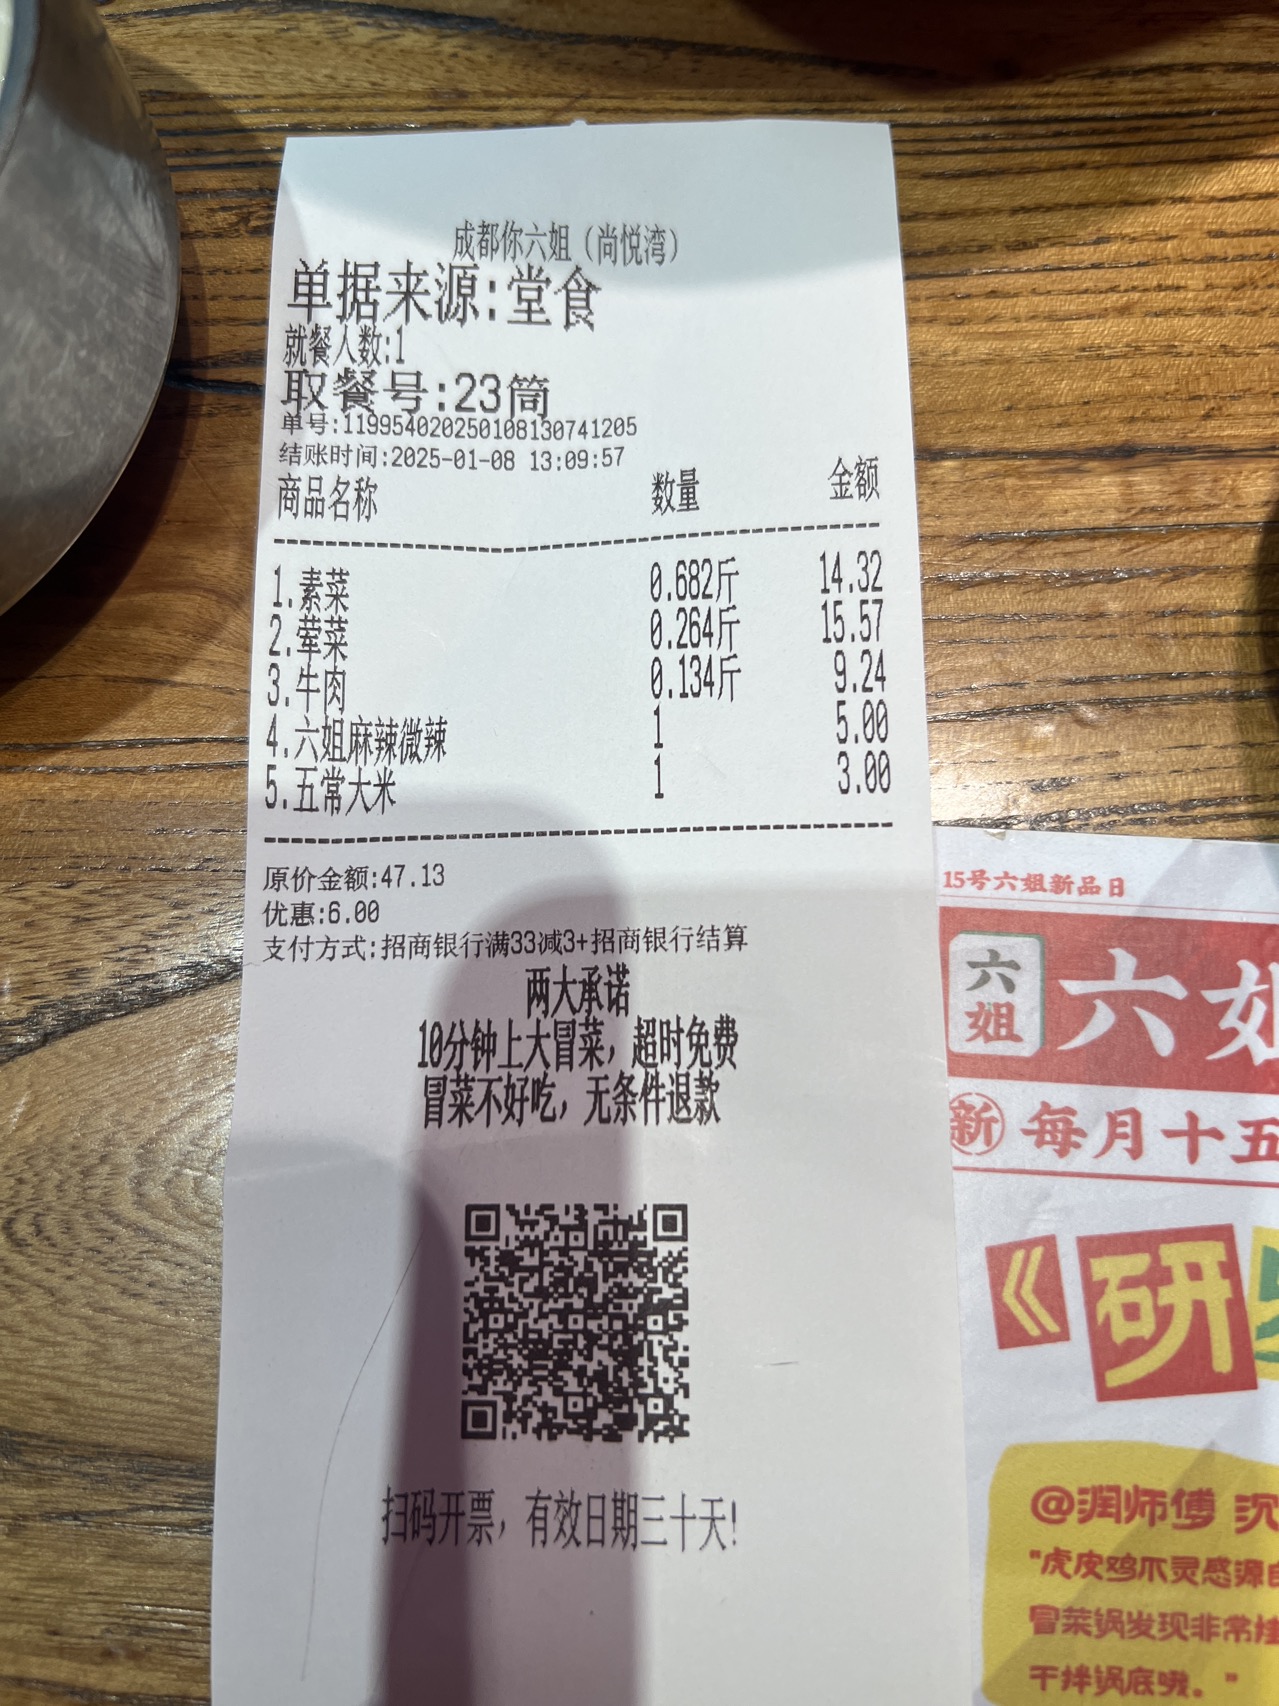 成都你六姐（尚悦湾）
单据来源:堂食
就餐人数:1
取餐号:23筒
单号:119954020250108130741205
结账时间:2025-01-08 13:09:57
商品名称 数量 金额
1.素菜 0.682斤 14.32
2.荤菜 0.264斤 15.57
3.牛肉 0.134斤 9.24
4.六姐麻辣微辣 1 5.00
5.五常大米 1 3.00
原价金额:47.13
优惠:6.00
支付方式:招商银行满33减3+招商银行结算
两大承诺
10分钟上大冒菜，超时免费
冒菜不好吃，无条件退款
扫码开票，有效日期三十天!
15号六姐新品日
六姐
六姐
新 每月十五
《研
@润师傅 沉
"虎皮鸡爪灵感源自
冒菜锅发现非常挂
干拌锅底哦。"